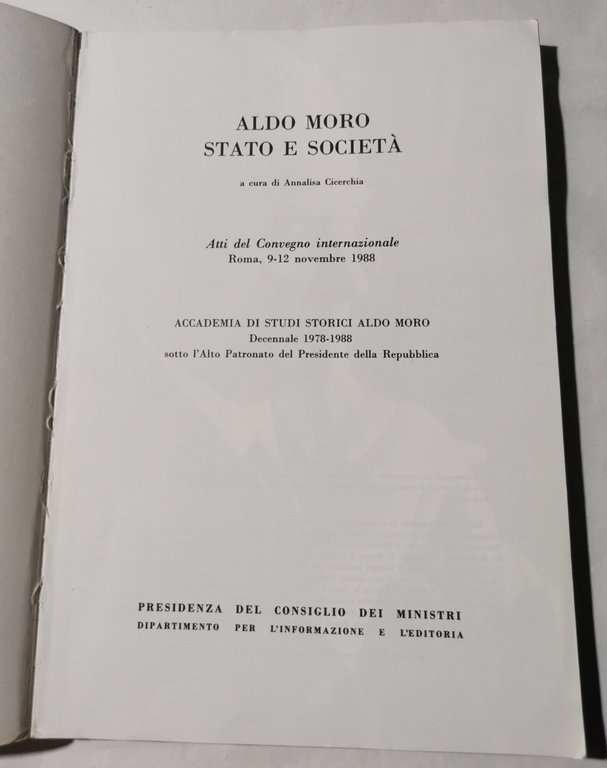 ALDO MORO
STATO E SOCIETÀ
a cura di Annalisa Cicerchia
Atti del Convegno internazionale
Roma, 9-12 novembre 1988
ACCADEMIA DI STUDI STORICI ALDO MORO
Decennale 1978-1988
sotto l'Alto Patronato del Presidente della Repubblica
PRESIDENZA DEL CONSIGLIO DEI MINISTRI
DIPARTIMENTO PER L'INFORMAZIONE E L'EDITORIA